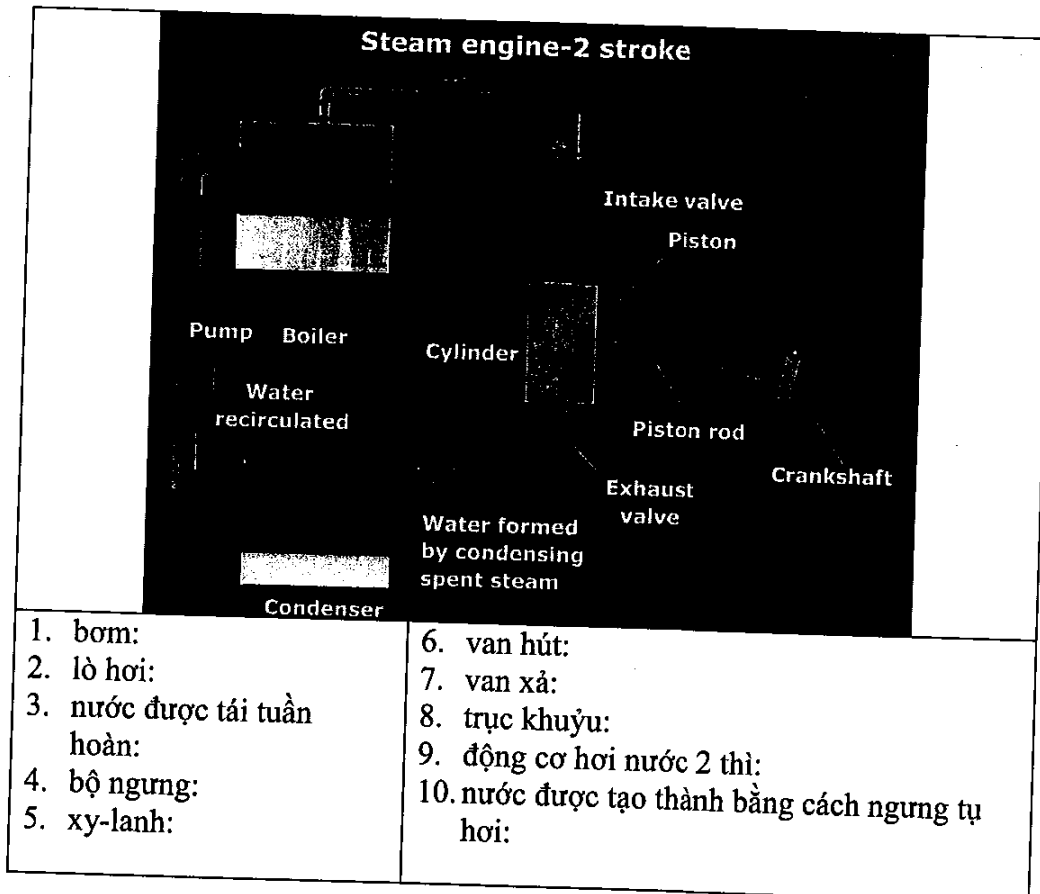 Steam engine-2 stroke
Intake valve
Piston
Pump
Boiler
Cylinder
Water
recirculated
Piston rod
Crankshaft
Exhaust
valve
Water formed
by condensing
spent steam
Condenser
1. bơm:
2. lò hơi:
3. nước được tái tuần
hoàn:
4. bộ ngưng:
5. xy-lanh:
6. van hút:
7. van xả:
8. trục khuỷu:
9. động cơ hơi nước 2 thì:
10. nước được tạo thành bằng cách ngưng tụ
hơi: